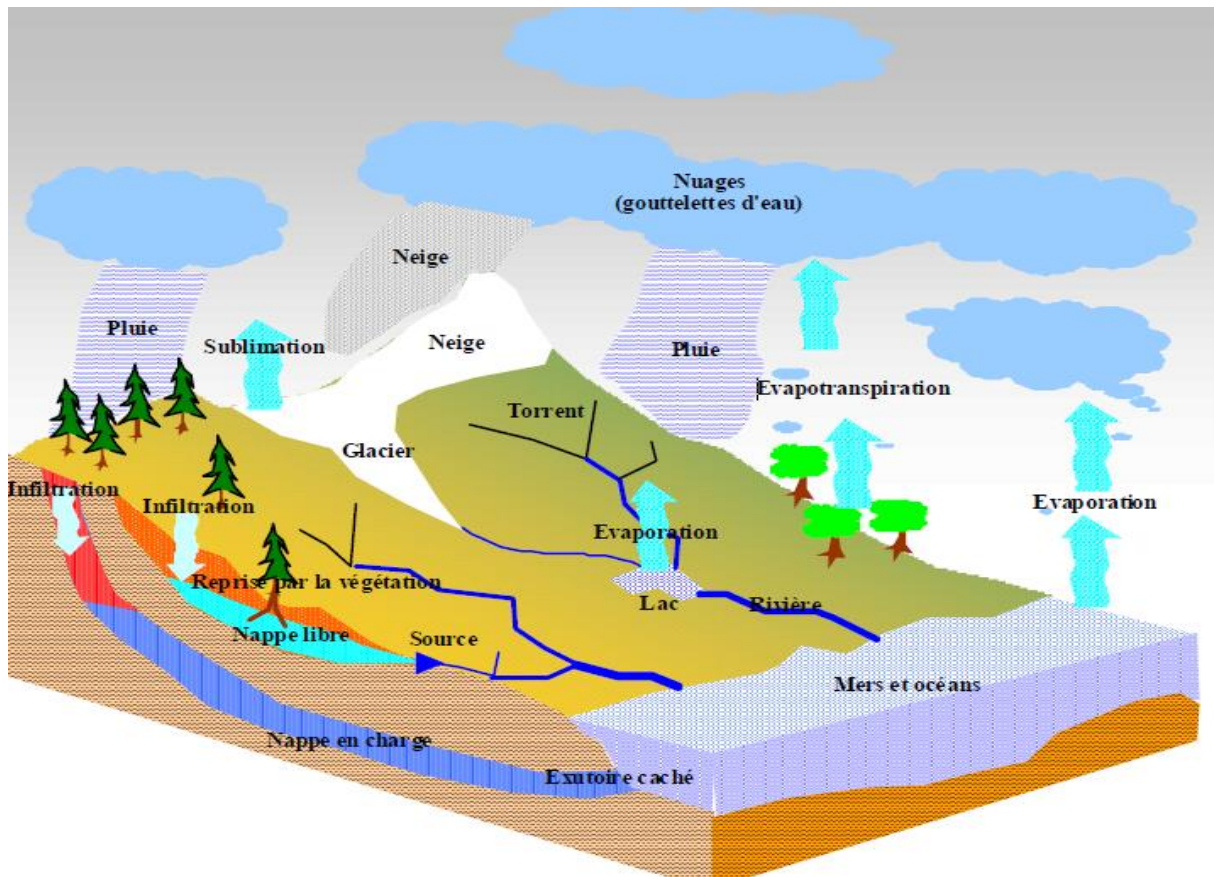 Nuages
(gouttelettes d'eau)
Neige
Pluie
Sublimation
Neige
Pluie
Evapotranspiration
Torrent
Glacier
Infiltration
Infiltration
Evaporation
Evaporation
Reprise par la végétation
Lac
Rivière
Nappe libre
Source
Mers et océans
Nappe en charge
Exutoire caché